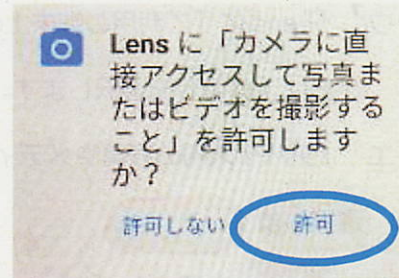 Lens に「カメラに直
接アクセスして写真ま
たはビデオを撮影する
こと」を許可します
か？
許可しない 許可